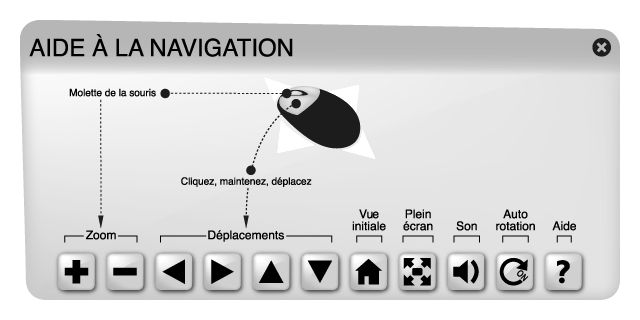 AIDE À LA NAVIGATION
Molette de la souris
Cliquez, maintenez, déplacez
Zoom
Déplacements
Vue
initiale
Plein
écran
Son
Auto
rotation
Aide
ON
?